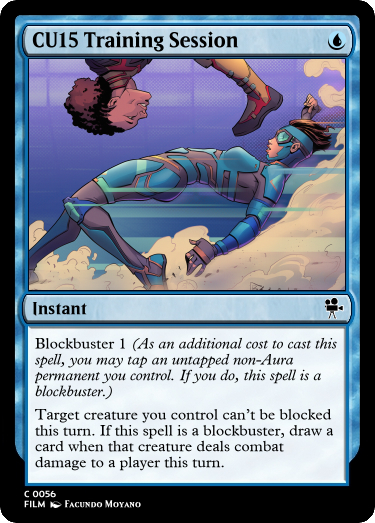 CU15 Training Session
Instant
Blockbuster 1 (As an additional cost to cast this
spell, you may tap an untapped non-Aura
permanent you control. If you do, this spell is a
blockbuster.)
Target creature you control can't be blocked
this turn. If this spell is a blockbuster, draw a
card when that creature deals combat
damage to a player this turn.
C 0056
FILM Facundo Moyano